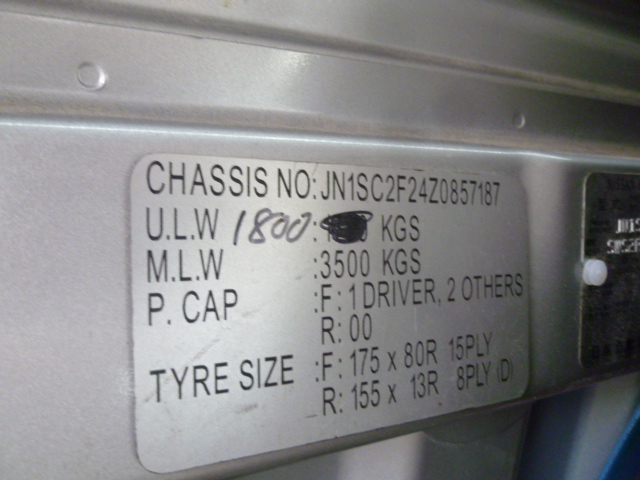 CHASSIS NO: JN1SC2F24Z0857187
U.L.W 1800 : KGS
M.L.W :3500 KGS
P. CAP :F: 1 DRIVER, 2 OTHERS
R: 00
TYRE SIZE :F: 175 x 80R 15PLY
R: 155 x 13R 8PLY (D)